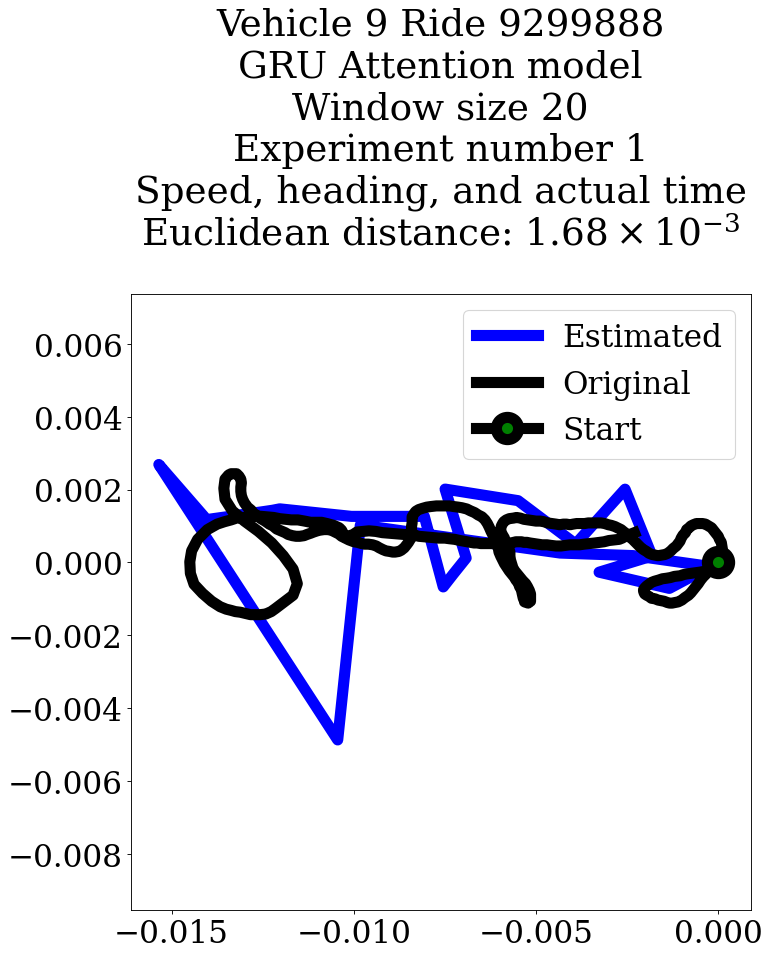 Vehicle 9 Ride 9299888
GRU Attention model
Window size 20
Experiment number 1
Speed, heading, and actual time
Euclidean distance: 1.68 × 10⁻³
Estimated
Original
Start
0.006
0.004
0.002
0.000
−0.002
−0.004
−0.006
−0.008
−0.015 −0.010 −0.005 0.000